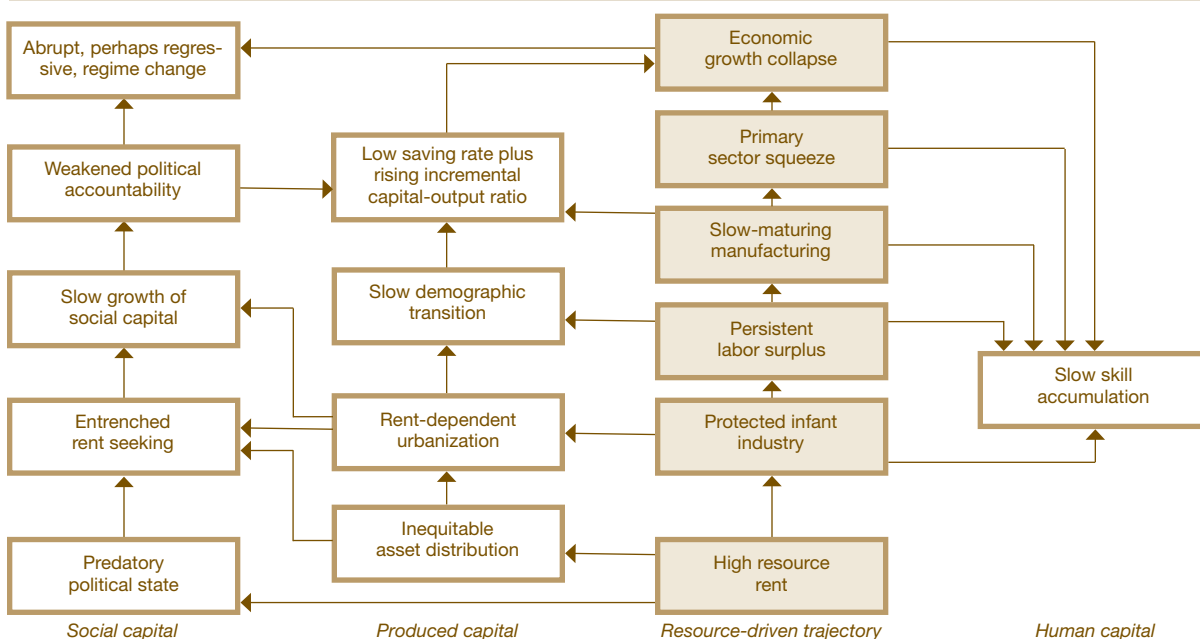 Abrupt, perhaps regres-
sive, regime change
Weakened political
accountability
Slow growth of
social capital
Entrenched
rent seeking
Predatory
political state
Social capital
Low saving rate plus
rising incremental
capital-output ratio
Slow demographic
transition
Rent-dependent
urbanization
Inequitable
asset distribution
Produced capital
Economic
growth collapse
Primary
sector squeeze
Slow-maturing
manufacturing
Persistent
labor surplus
Protected infant
industry
High resource
rent
Resource-driven trajectory
Slow skill
accumulation
Human capital